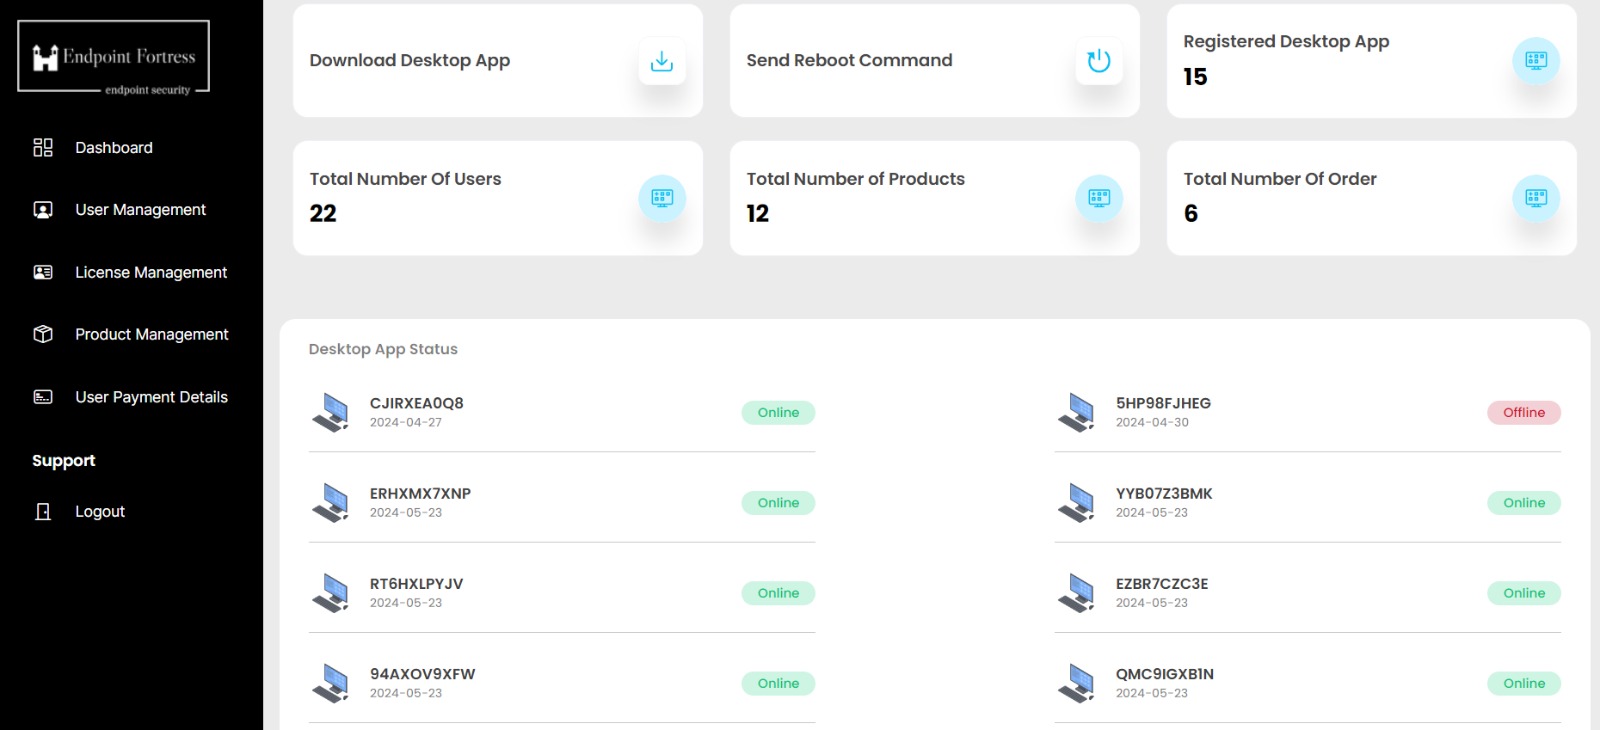 Endpoint Fortress
endpoint security
Dashboard
User Management
License Management
Product Management
User Payment Details
Support
Logout
Download Desktop App
Send Reboot Command
Registered Desktop App
15
Total Number Of Users
22
Total Number of Products
12
Total Number Of Order
6
Desktop App Status
CJIRXEA0Q8
2024-04-27
Online
5HP98FJHEG
2024-04-30
Offline
ERHXMX7XNP
2024-05-23
Online
YYB07Z3BMK
2024-05-23
Online
RT6HXLPYJV
2024-05-23
Online
EZBR7CZC3E
2024-05-23
Online
94AXOV9XFW
2024-05-23
Online
QMC9IGXB1N
2024-05-23
Online